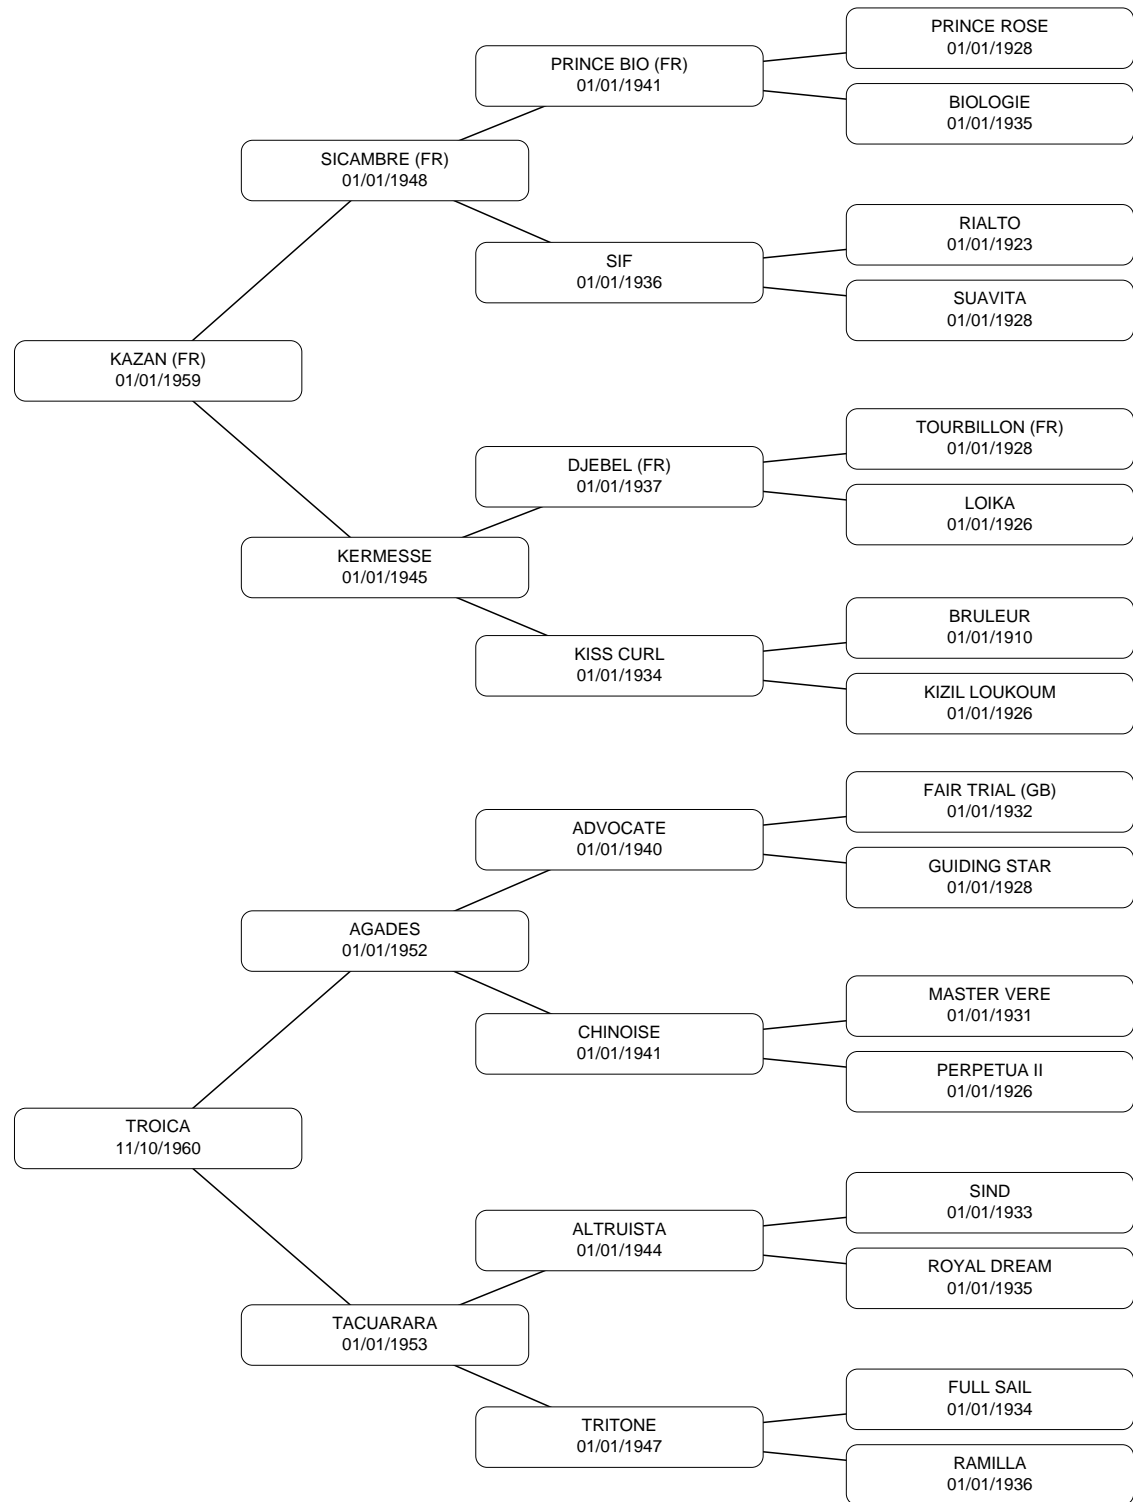 PRINCE ROSE
01/01/1928
PRINCE BIO (FR)
01/01/1941
BIOLOGIE
01/01/1935
SICAMBRE (FR)
01/01/1948
RIALTO
01/01/1923
SIF
01/01/1936
SUAVITA
01/01/1928
KAZAN (FR)
01/01/1959
TOURBILLON (FR)
01/01/1928
DJEBEL (FR)
01/01/1937
LOIKA
01/01/1926
KERMESSE
01/01/1945
BRULEUR
01/01/1910
KISS CURL
01/01/1934
KIZIL LOUKOUM
01/01/1926
FAIR TRIAL (GB)
01/01/1932
ADVOCATE
01/01/1940
GUIDING STAR
01/01/1928
AGADES
01/01/1952
MASTER VERE
01/01/1931
CHINOISE
01/01/1941
PERPETUA II
01/01/1926
TROICA
11/10/1960
SIND
01/01/1933
ALTRUISTA
01/01/1944
ROYAL DREAM
01/01/1935
TACUARARA
01/01/1953
FULL SAIL
01/01/1934
TRITONE
01/01/1947
RAMILLA
01/01/1936